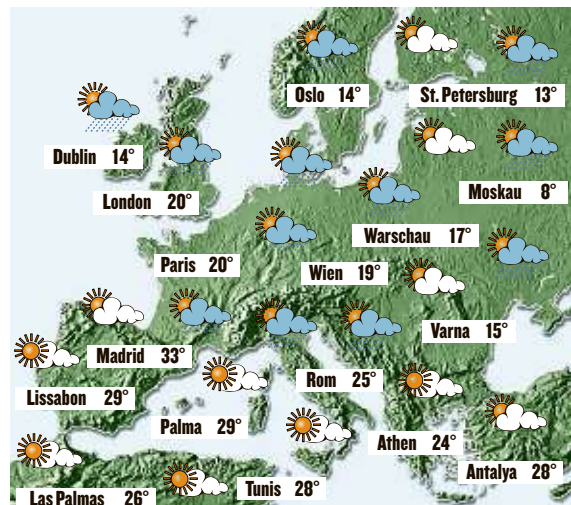 Oslo 14°
St. Petersburg 13°
Dublin 14°
London 20°
Moskau 8°
Warschau 17°
Paris 20°
Wien 19°
Varna 15°
Madrid 33°
Rom 25°
Lissabon 29°
Palma 29°
Athen 24°
Antalya 28°
Las Palmas 26°
Tunis 28°